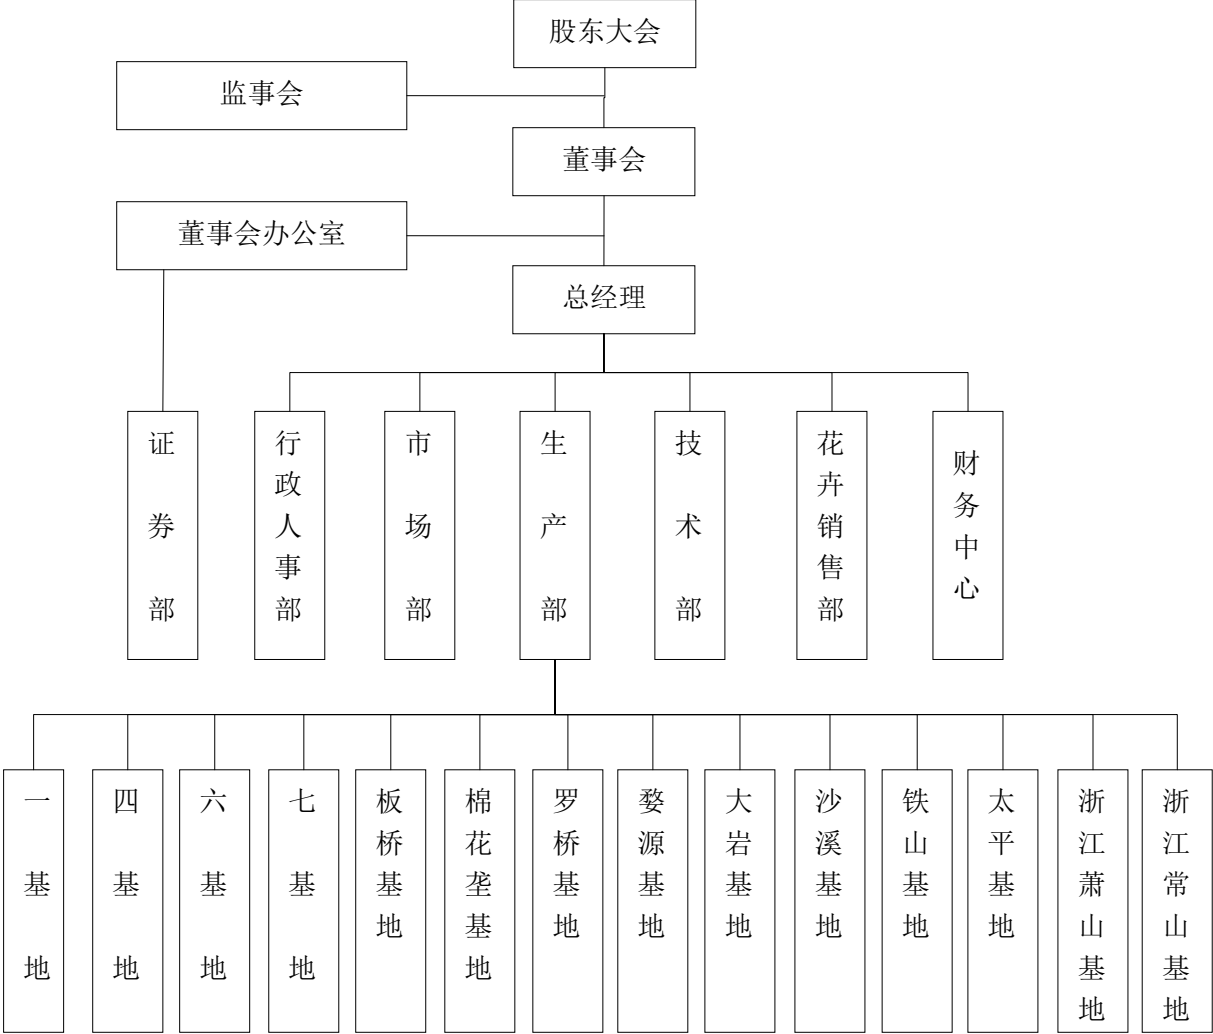 股东大会
监事会
董事会
董事会办公室
总经理
证券部
行政人事部
市场部
生产部
技术部
花卉销售部
财务中心
一基地
四基地
六基地
七基地
板桥基地
棉花垄基地
罗桥基地
婺源基地
大岩基地
沙溪基地
铁山基地
太平基地
浙江萧山基地
浙江常山基地